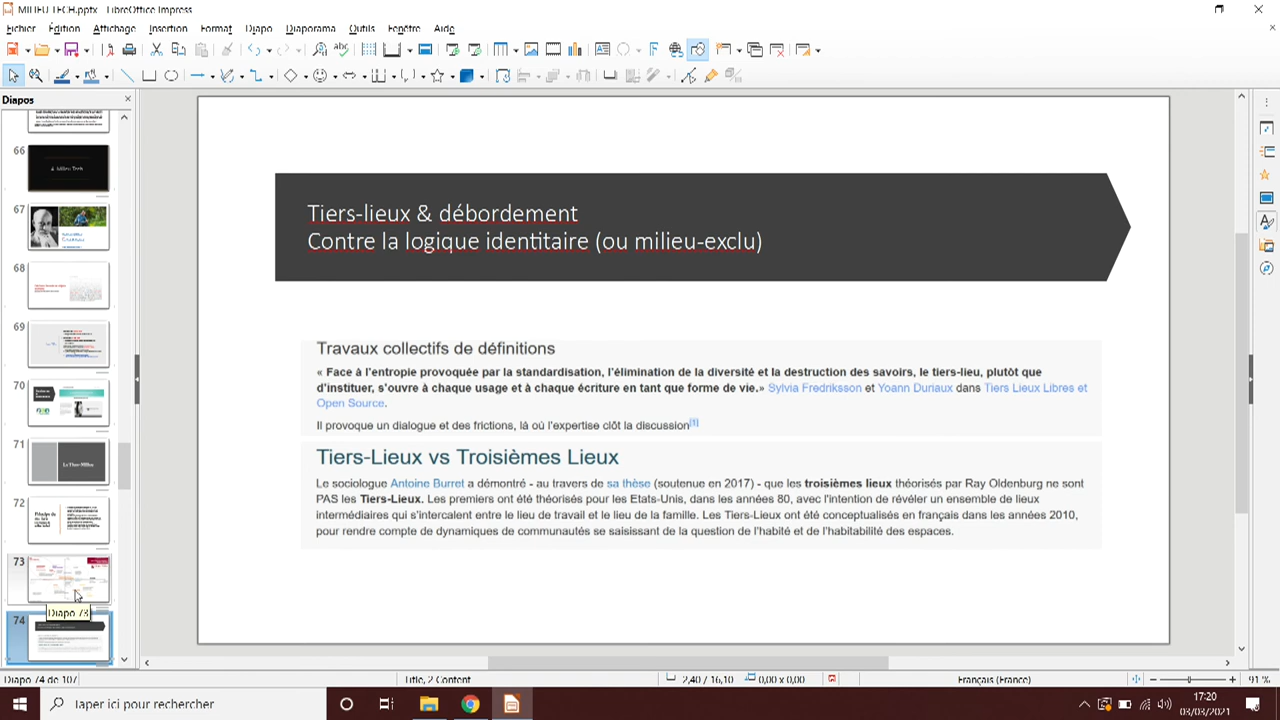 MILIEU TECH.pptx - LibreOffice Impress
Fichier Édition Affichage Insertion Format Diapo Diaporama Outils Fenêtre Aide
Diapos
66
67
68
69
70
71
Le Tiers-Milieu
72
73
Diapo 73
74
Tiers-lieux & débordement
Contre la logique identitaire (ou milieu-exclu)
Travaux collectifs de définitions
« Face à l'entropie provoquée par la standardisation, l'élimination de la diversité et la destruction des savoirs, le tiers-lieu, plutôt que
d'instituer, s'ouvre à chaque usage et à chaque écriture en tant que forme de vie.» Sylvia Fredriksson et Yoann Duriaux dans Tiers Lieux Libres et
Open Source.
Il provoque un dialogue et des frictions, là où l'expertise clôt la discussion[1]
Tiers-Lieux vs Troisièmes Lieux
Le sociologue Antoine Burret a démontré - au travers de sa thèse (soutenue en 2017) - que les troisièmes lieux théorisés par Ray Oldenburg ne sont
PAS les Tiers-Lieux. Les premiers ont été théorisés pour les Etats-Unis, dans les années 80, avec l'intention de révéler un ensemble de lieux
intermédiaires qui s'intercalent entre le lieu de travail et le lieu de la famille. Les Tiers-Lieux ont été conceptualisés en français dans les années 2010,
pour rendre compte de dynamiques de communautés se saisissant de la question de l'habité et de l'habitabilité des espaces.
Diapo 74 de 107 Title, 2 Content 2,40 / 16,10 0,00 x 0,00 Français (France) 91 %
Taper ici pour rechercher
17:20
03/03/2021